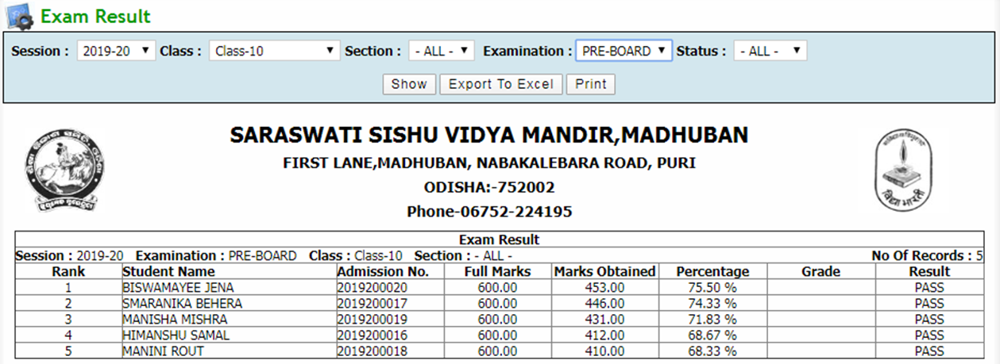 Exam Result
Session : 2019-20 Class : Class-10 Section : - ALL - Examination : PRE-BOARD Status : - ALL -
Show Export To Excel Print
SARASWATI SISHU VIDYA MANDIR,MADHUBAN
FIRST LANE,MADHUBAN, NABAKALEBARA ROAD, PURI
ODISHA:-752002
Phone-06752-224195
विद्या भारती
Exam Result
Session : 2019-20 Examination : PRE-BOARD Class : Class-10 Section : - ALL - No Of Records : 5
Rank Student Name Admission No. Full Marks Marks Obtained Percentage Grade Result
1 BISWAMAYEE JENA 2019200020 600.00 453.00 75.50 % PASS
2 SMARANIKA BEHERA 2019200017 600.00 446.00 74.33 % PASS
3 MANISHA MISHRA 2019200019 600.00 431.00 71.83 % PASS
4 HIMANSHU SAMAL 2019200016 600.00 412.00 68.67 % PASS
5 MANINI ROUT 2019200018 600.00 410.00 68.33 % PASS